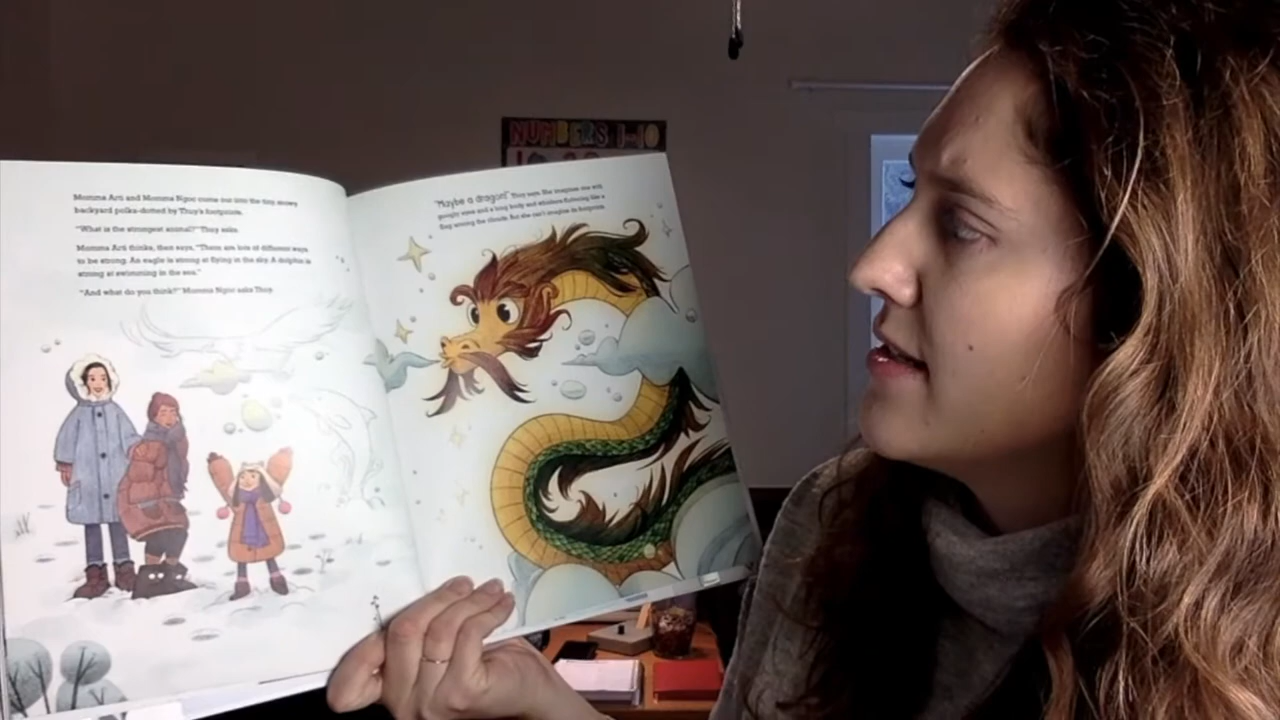 Momma Arti and Momma Ngoc come out into the tiny snowy
backyard polka-dotted by Thuy's footprints.
"What is the strongest animal?" Thuy asks.
Momma Arti thinks, then says, "There are lots of different ways
to be strong. An eagle is strong at flying in the sky. A dolphin is
strong at swimming in the sea."
"And what do you think?" Momma Ngoc asks Thuy.
"Maybe a dragon!" Thuy says. She imagines one with
googly eyes and a long body and whiskers fluttering like a
flag among the clouds. But she can't imagine its footprints.
NUMBERS 1-10